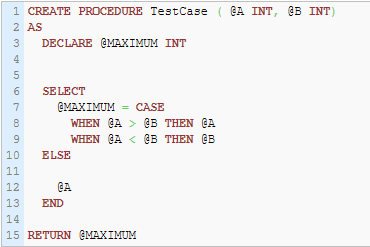 1 CREATE PROCEDURE TestCase ( @A INT, @B INT)
2 AS
3 DECLARE @MAXIMUM INT
4
5
6 SELECT
7 @MAXIMUM = CASE
8 WHEN @A > @B THEN @A
9 WHEN @A < @B THEN @B
10 ELSE
11
12 @A
13 END
14
15 RETURN @MAXIMUM